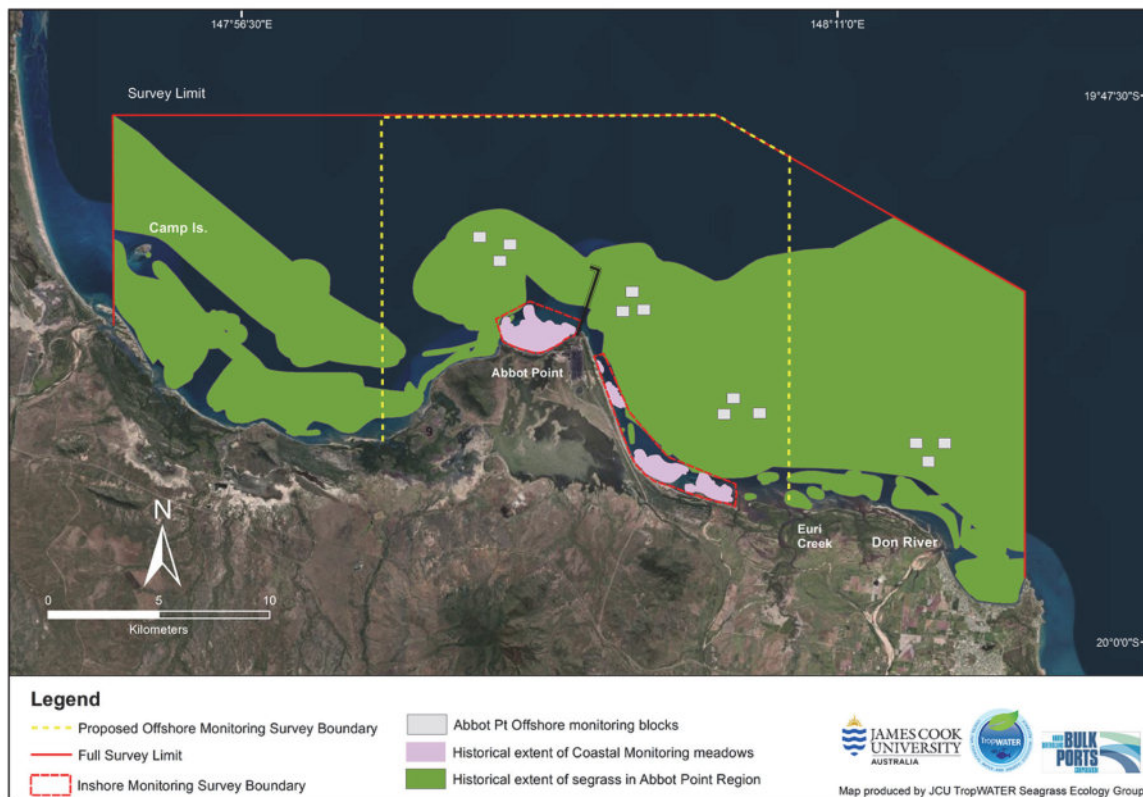 147°56'30"E
148°11'0"E
Survey Limit
19°47'30"S
Camp Is.
Abbot Point
Euri
Creek
Don River
N
0 5 10
Kilometers
20°0'0"S
Legend
Proposed Offshore Monitoring Survey Boundary
Full Survey Limit
Inshore Monitoring Survey Boundary
Abbot Pt Offshore monitoring blocks
Historical extent of Coastal Monitoring meadows
Historical extent of segrass in Abbot Point Region
JAMES COOK
UNIVERSITY
AUSTRALIA
TropWATER
NORTH
QUEENSLAND
BULK
PORTS
CORPORATION
Map produced by JCU TropWATER Seagrass Ecology Group